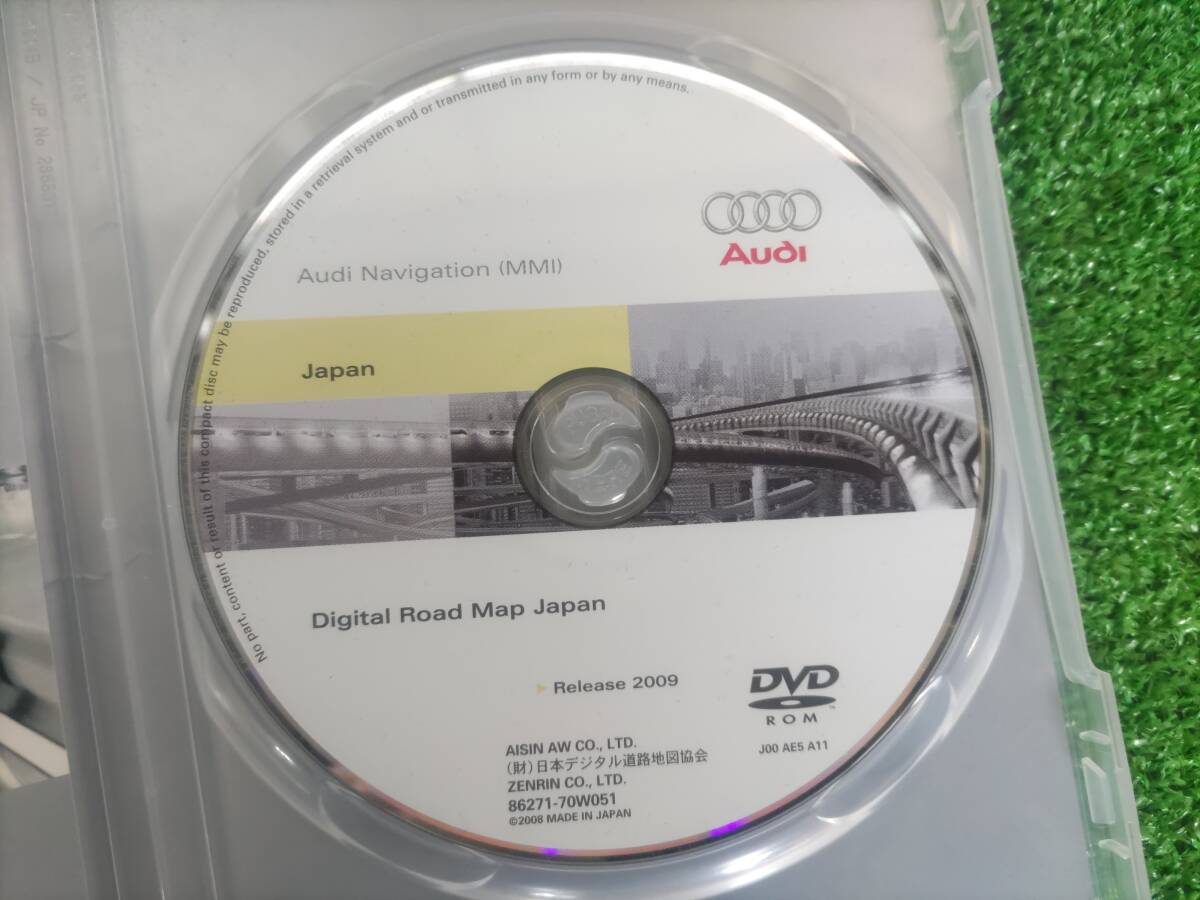 No part, content or result of this compact disc may be reproduced, stored in a retrieval system and or transmitted in any form or by any means.
Audi
Audi Navigation (MMI)
Japan
Digital Road Map Japan
Release 2009
DVD
ROM
J00 AE5 A11
AISIN AW CO., LTD.
(財)日本デジタル道路地図協会
ZENRIN CO., LTD.
86271-70W051
©2008 MADE IN JAPAN